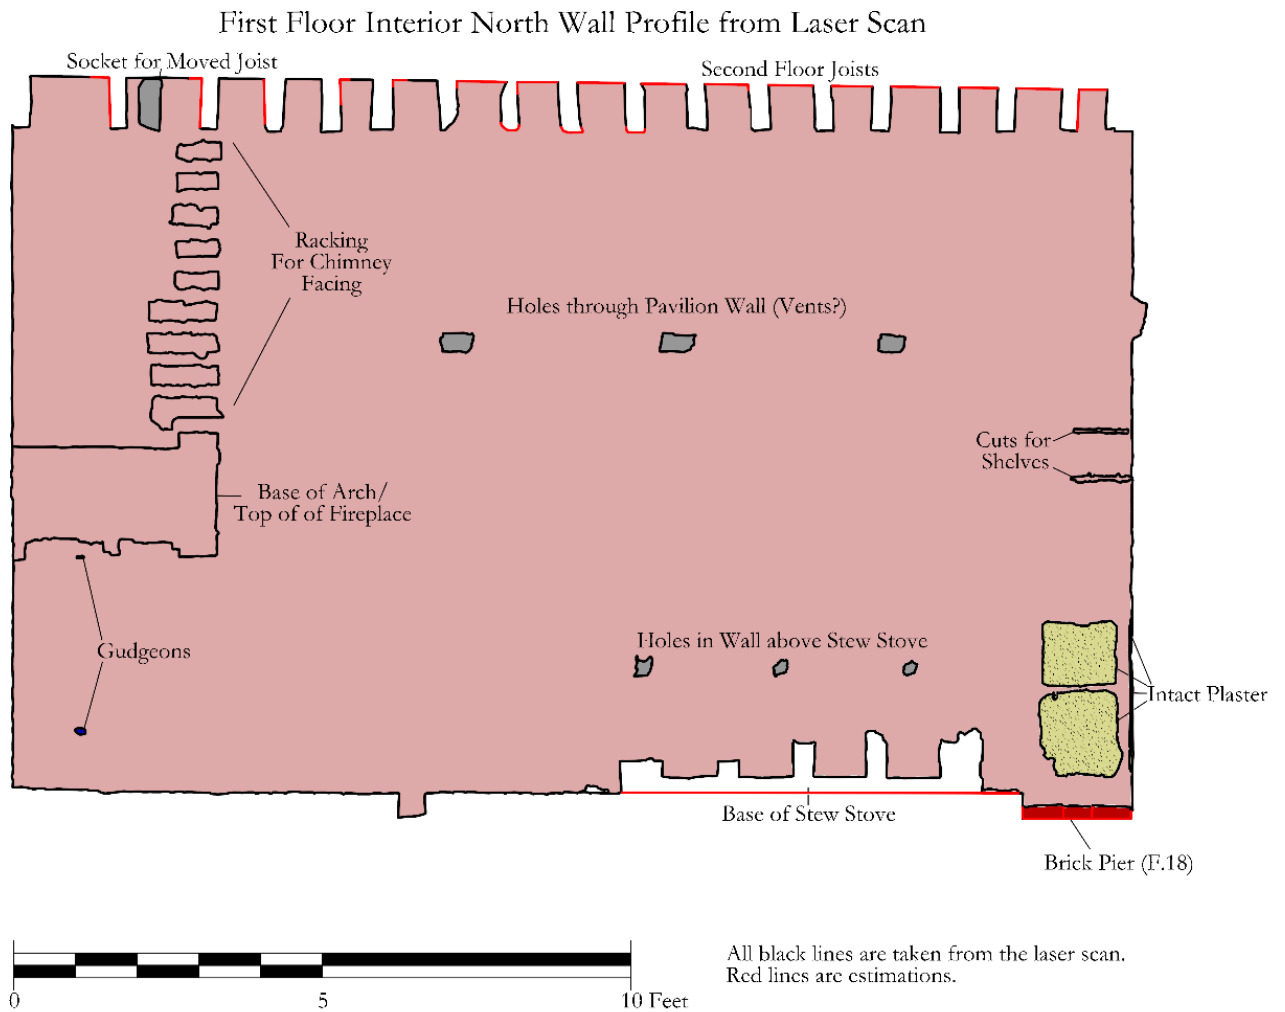 First Floor Interior North Wall Profile from Laser Scan
Socket for Moved Joist
Second Floor Joists
Racking
For Chimney
Facing
Holes through Pavilion Wall (Vents?)
Cuts for
Shelves
Base of Arch/
Top of of Fireplace
Gudgeons
Holes in Wall above Stew Stove
Intact Plaster
Base of Stew Stove
Brick Pier (F.18)
All black lines are taken from the laser scan.
Red lines are estimations.
0 5 10 Feet